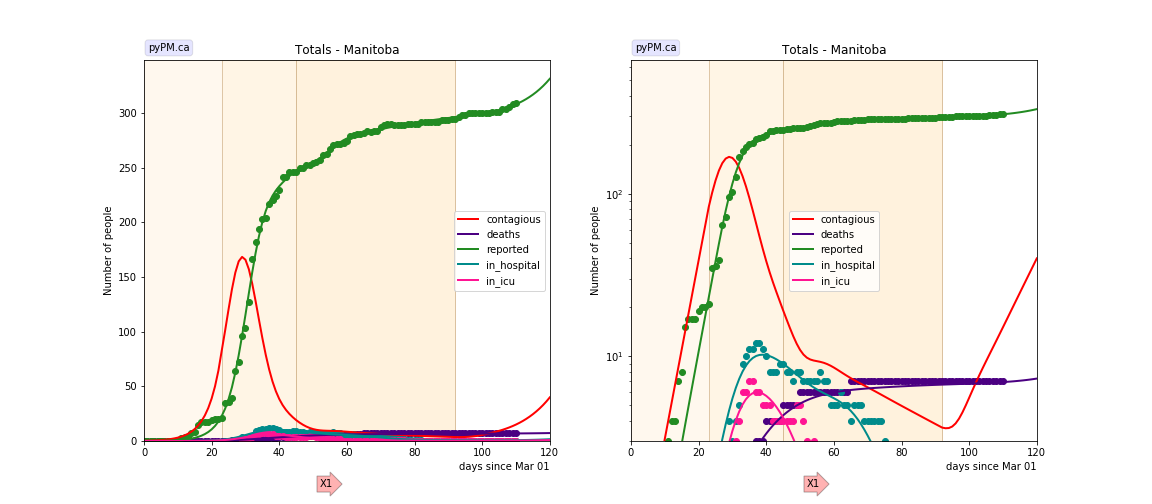 pyPM.ca
Totals - Manitoba
Number of people
300
250
200
150
100
50
0
0 20 40 60 80 100 120
days since Mar 01
contagious
deaths
reported
in_hospital
in_icu
X1
pyPM.ca
Totals - Manitoba
Number of people
10²
10¹
0 20 40 60 80 100 120
days since Mar 01
contagious
deaths
reported
in_hospital
in_icu
X1